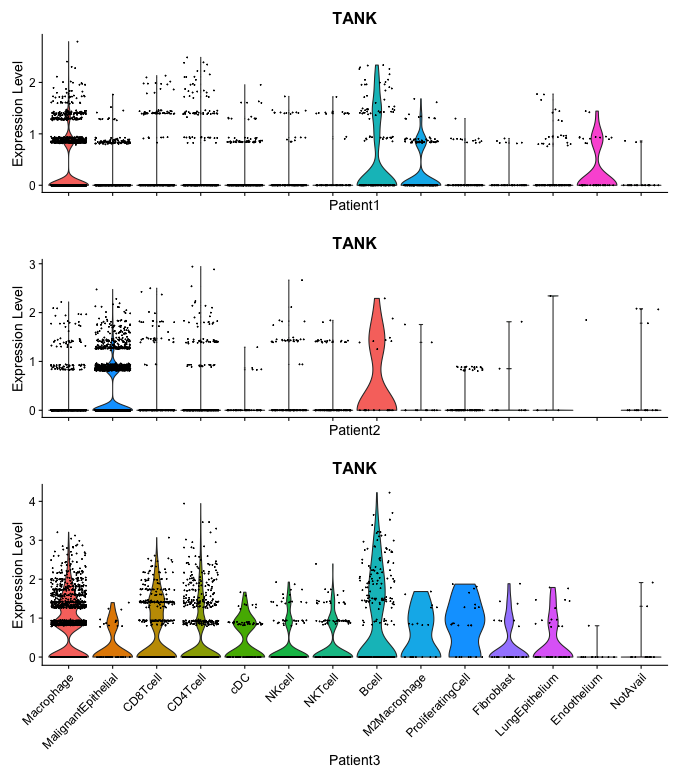 TANK
Expression Level
2
1
0
Patient1
TANK
Expression Level
3
2
1
0
Patient2
TANK
Expression Level
4
3
2
1
0
Macrophage
MalignantEpithelial
CD8Tcell
CD4Tcell
cDC
NKcell
NKTcell
Bcell
M2Macrophage
ProliferatingCell
Fibroblast
LungEpithelium
Endothelium
NotAvail
Patient3